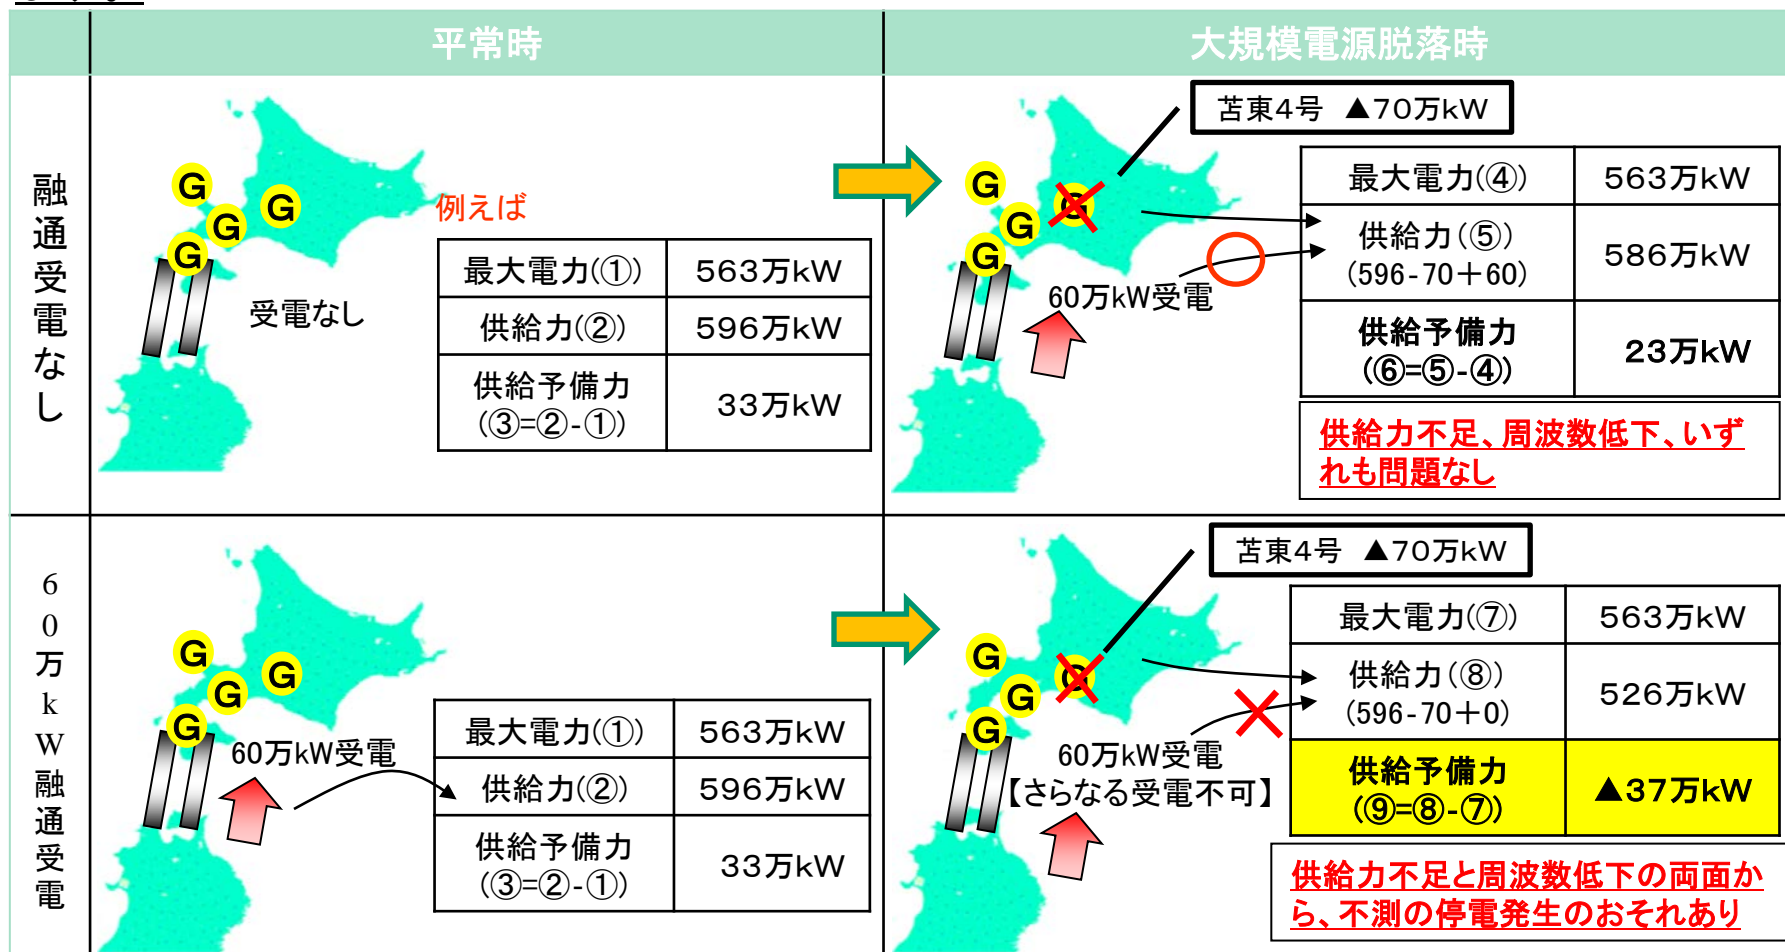 平常時
大規模電源脱落時
融通受電なし
G
G
G
G
例えば
受電なし
最大電力(①) 563万kW
供給力(②) 596万kW
供給予備力
(③=②-①)
33万kW
苫東4号 ▲70万kW
G
G
G
G
60万kW受電
最大電力(④) 563万kW
供給力(⑤)
(596-70+60)
586万kW
供給予備力
(⑥=⑤-④)
23万kW
供給力不足、周波数低下、いず
れも問題なし
60万kW融通受電
G
G
G
G
60万kW受電
最大電力(①) 563万kW
供給力(②) 596万kW
供給予備力
(③=②-①)
33万kW
苫東4号 ▲70万kW
G
G
G
G
60万kW受電
【さらなる受電不可】
最大電力(⑦) 563万kW
供給力(⑧)
(596-70+0)
526万kW
供給予備力
(⑨=⑧-⑦)
▲37万kW
供給力不足と周波数低下の両面か
ら、不測の停電発生のおそれあり